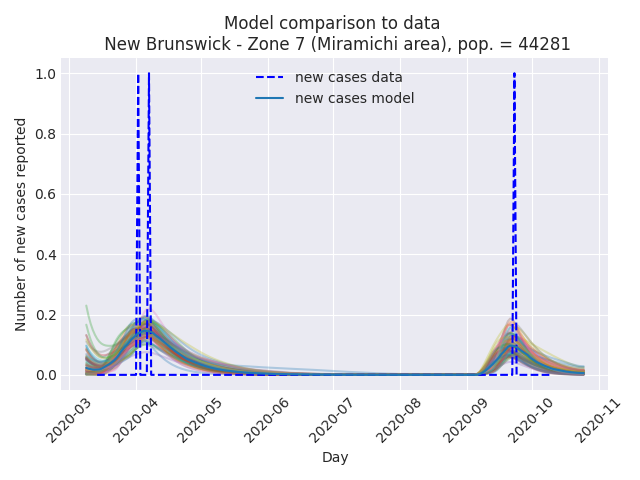 Model comparison to data
New Brunswick - Zone 7 (Miramichi area), pop. = 44281
new cases data
new cases model
Number of new cases reported
1.0
0.8
0.6
0.4
0.2
0.0
2020-03
2020-04
2020-05
2020-06
2020-07
2020-08
2020-09
2020-10
2020-11
Day